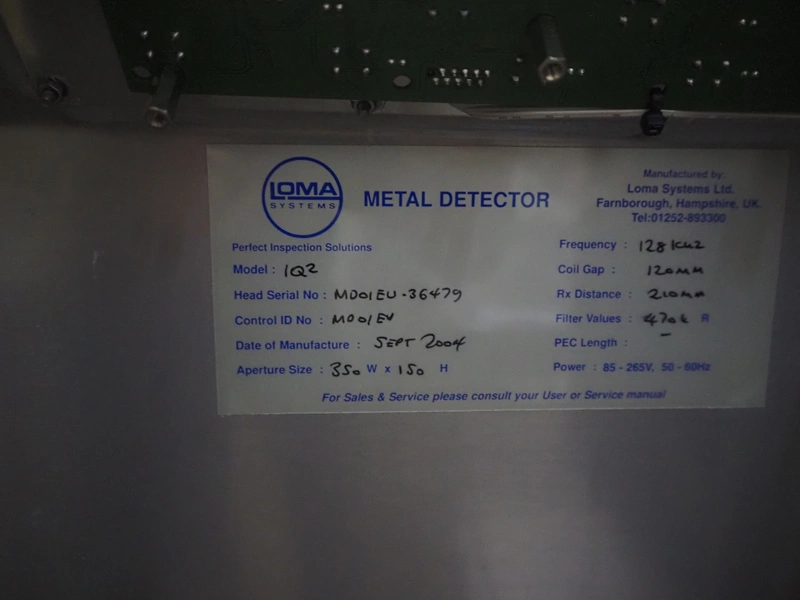 LOMA
SYSTEMS
METAL DETECTOR
Manufactured by:
Loma Systems Ltd.
Farnborough, Hampshire, UK.
Tel:01252-893300
Perfect Inspection Solutions
Model : IQ2
Head Serial No : MD01EU-36479
Control ID No : MD01EV
Date of Manufacture : SEPT 2004
Aperture Size : 350 W x 150 H
Frequency : 128 KHZ
Coil Gap : 120MM
Rx Distance : 210MM
Filter Values : 470k R
PEC Length : -
Power : 85 - 265V, 50 - 60Hz
For Sales & Service please consult your User or Service manual